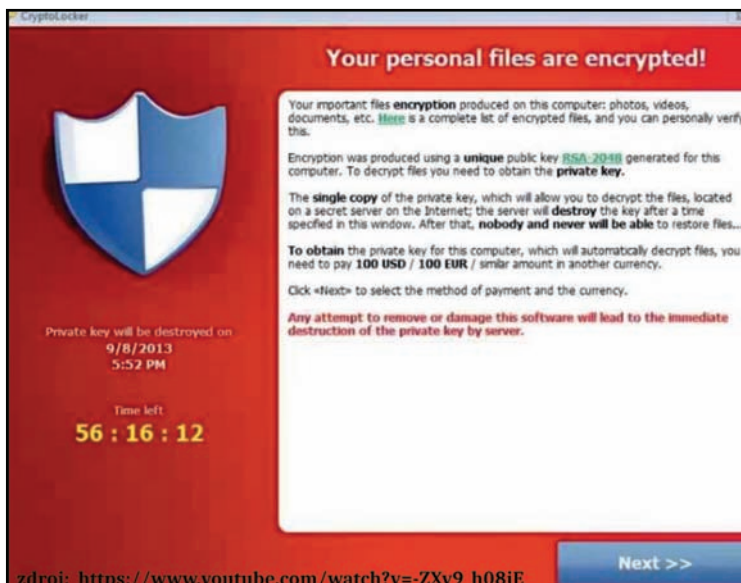 CryptoLocker
Your personal files are encrypted!
Your important files encryption produced on this computer: photos, videos,
documents, etc. Here is a complete list of encrypted files, and you can personally verify
this.
Encryption was produced using a unique public key RSA-2048 generated for this
computer. To decrypt files you need to obtain the private key.
The single copy of the private key, which will allow you to decrypt the files, located
on a secret server on the Internet; the server will destroy the key after a time
specified in this window. After that, nobody and never will be able to restore files...
To obtain the private key for this computer, which will automatically decrypt files, you
need to pay 100 USD / 100 EUR / similar amount in another currency.
Click «Next» to select the method of payment and the currency.
Any attempt to remove or damage this software will lead to the immediate
destruction of the private key by server.
Private key will be destroyed on
9/8/2013
5:52 PM
Time left
56 : 16 : 12
Next >>
zdroj: https://www.youtube.com/watch?v=-ZXy9_h08jE